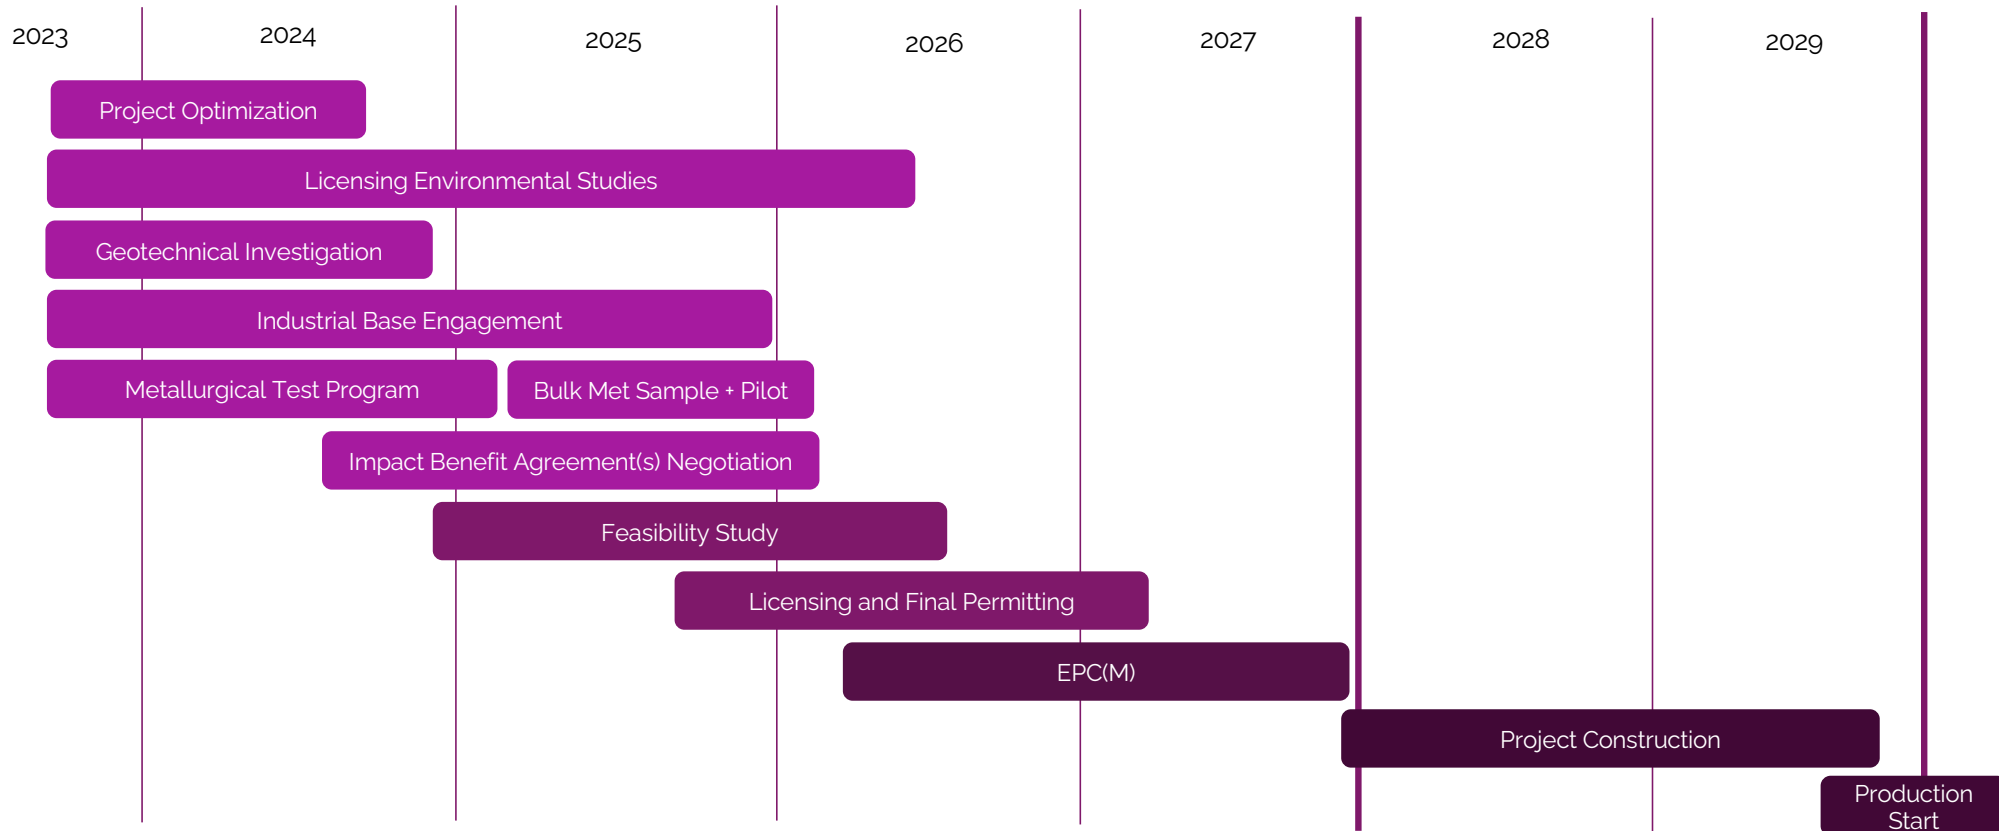 2023
2024
2025
2026
2027
2028
2029
Project Optimization
Licensing Environmental Studies
Geotechnical Investigation
Industrial Base Engagement
Metallurgical Test Program
Bulk Met Sample + Pilot
Impact Benefit Agreement(s) Negotiation
Feasibility Study
Licensing and Final Permitting
EPC(M)
Project Construction
Production
Start